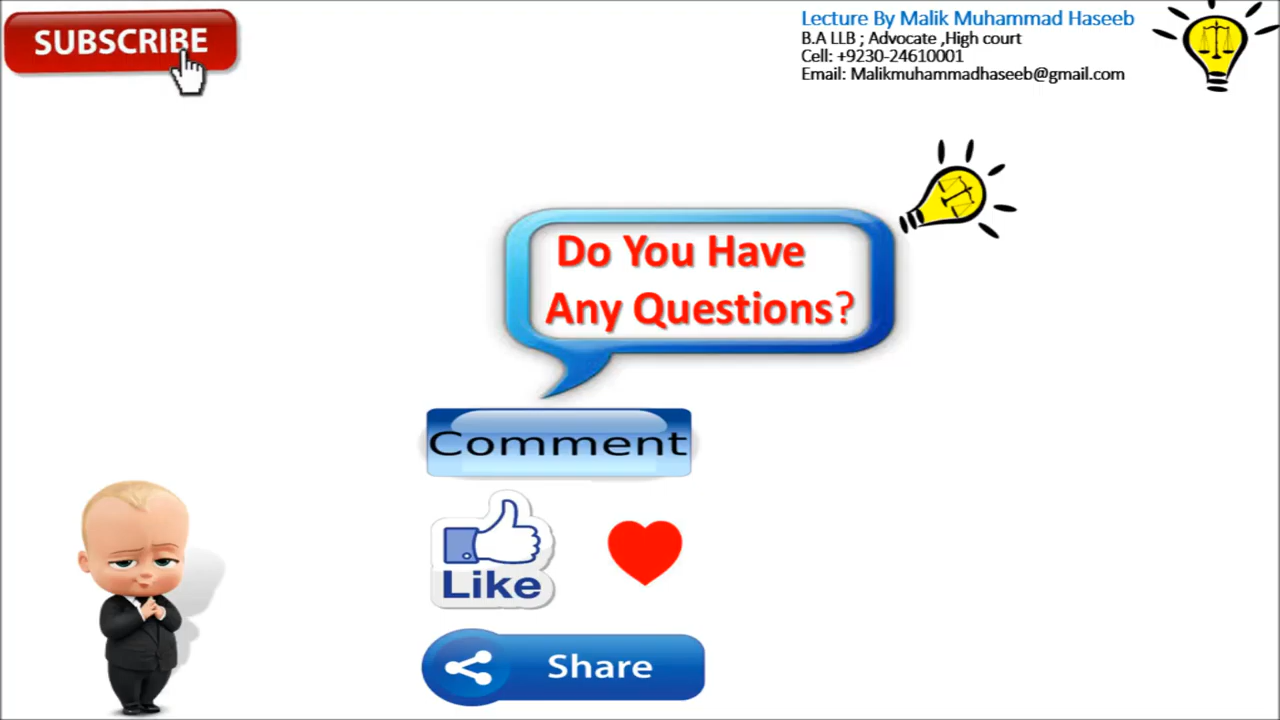 SUBSCRIBE
Lecture By Malik Muhammad Haseeb
B.A LLB ; Advocate ,High court
Cell: +9230-24610001
Email: Malikmuhammadhaseeb@gmail.com
Do You Have
Any Questions?
Comment
Like
Share